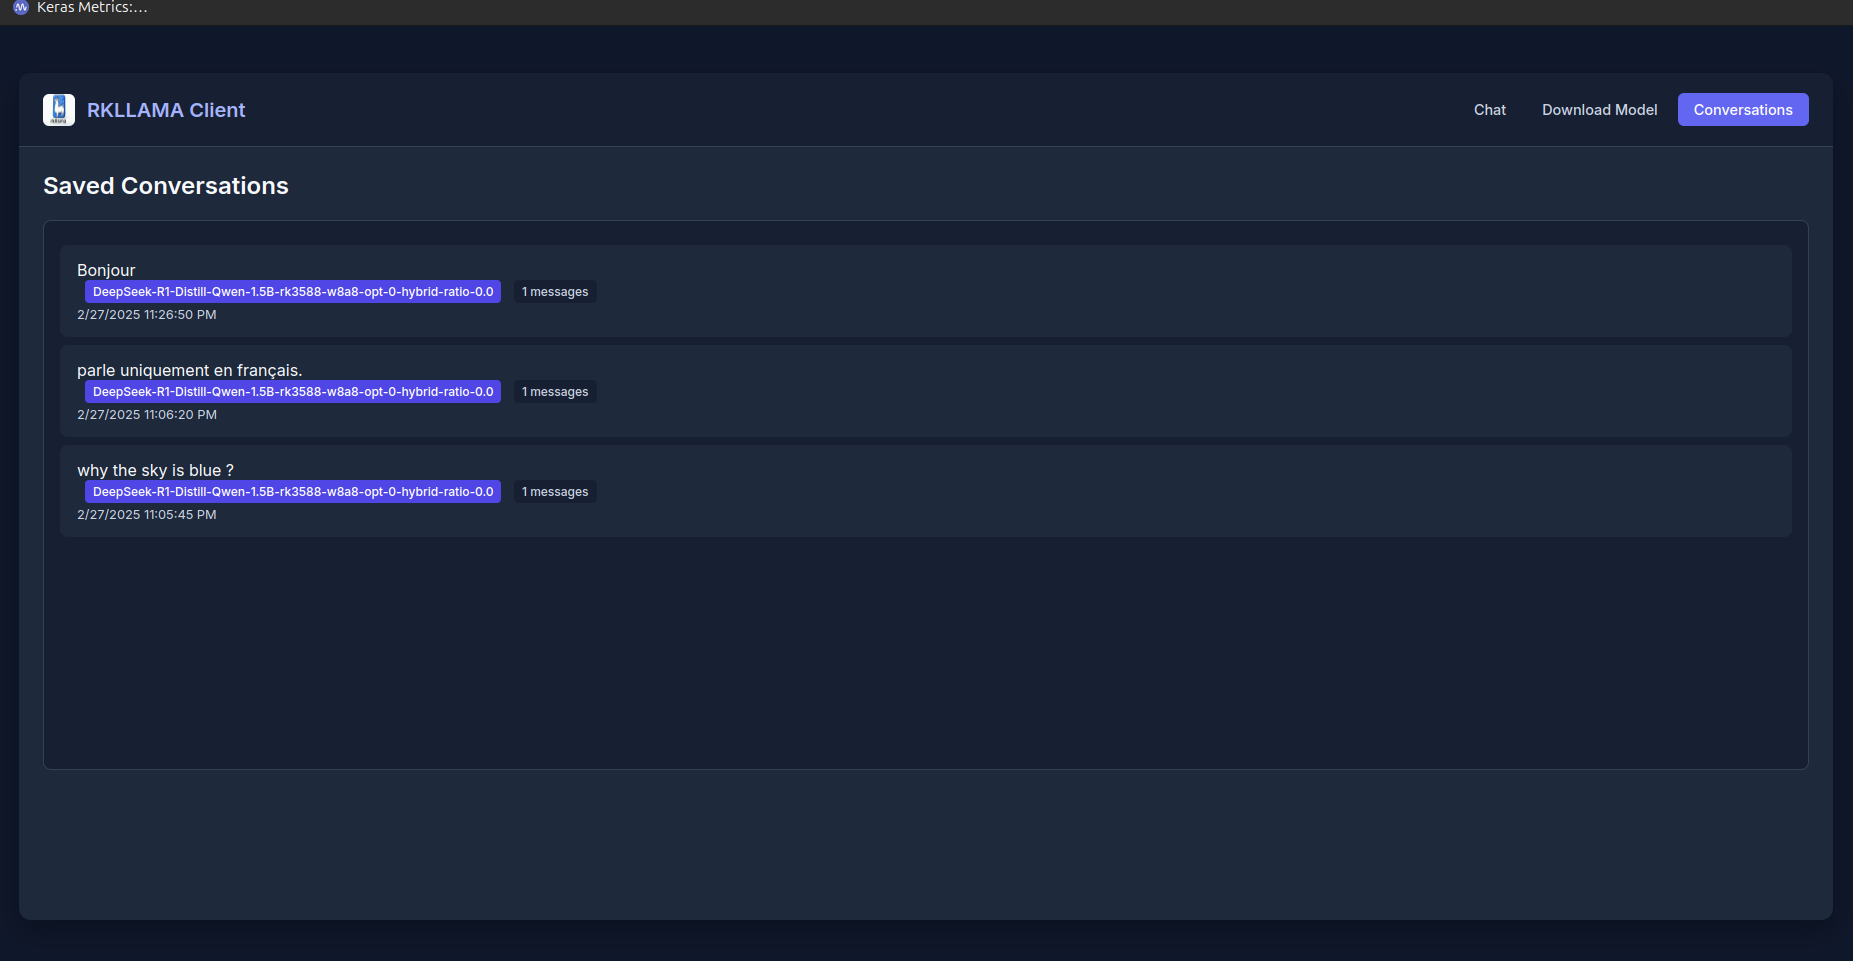 Keras Metrics:...
RKLLAMA Client
Chat
Download Model
Conversations
Saved Conversations
Bonjour
DeepSeek-R1-Distill-Qwen-1.5B-rk3588-w8a8-opt-0-hybrid-ratio-0.0
1 messages
2/27/2025 11:26:50 PM
parle uniquement en français.
DeepSeek-R1-Distill-Qwen-1.5B-rk3588-w8a8-opt-0-hybrid-ratio-0.0
1 messages
2/27/2025 11:06:20 PM
why the sky is blue ?
DeepSeek-R1-Distill-Qwen-1.5B-rk3588-w8a8-opt-0-hybrid-ratio-0.0
1 messages
2/27/2025 11:05:45 PM